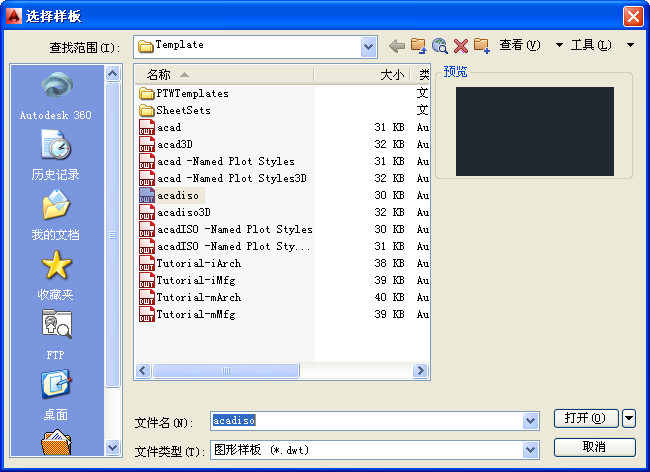 选择样板
查找范围(I): Template 查看(V) 工具(L)
Autodesk 360
历史记录
我的文档
收藏夹
FTP
桌面
名称 大小 类
PTWTemplates 文
SheetSets 文
acad 31 KB Au
acad3D 32 KB Au
acad -Named Plot Styles 31 KB Au
acad -Named Plot Styles3D 32 KB Au
acadiso 30 KB Au
acadiso3D 32 KB Au
acadISO -Named Plot Styles 30 KB Au
acadISO -Named Plot Sty... 31 KB Au
Tutorial-iArch 38 KB Au
Tutorial-iMfg 39 KB Au
Tutorial-mArch 40 KB Au
Tutorial-mMfg 39 KB Au
预览
文件名(N): acadiso 打开(O)
文件类型(T): 图形样板 (*.dwt) 取消